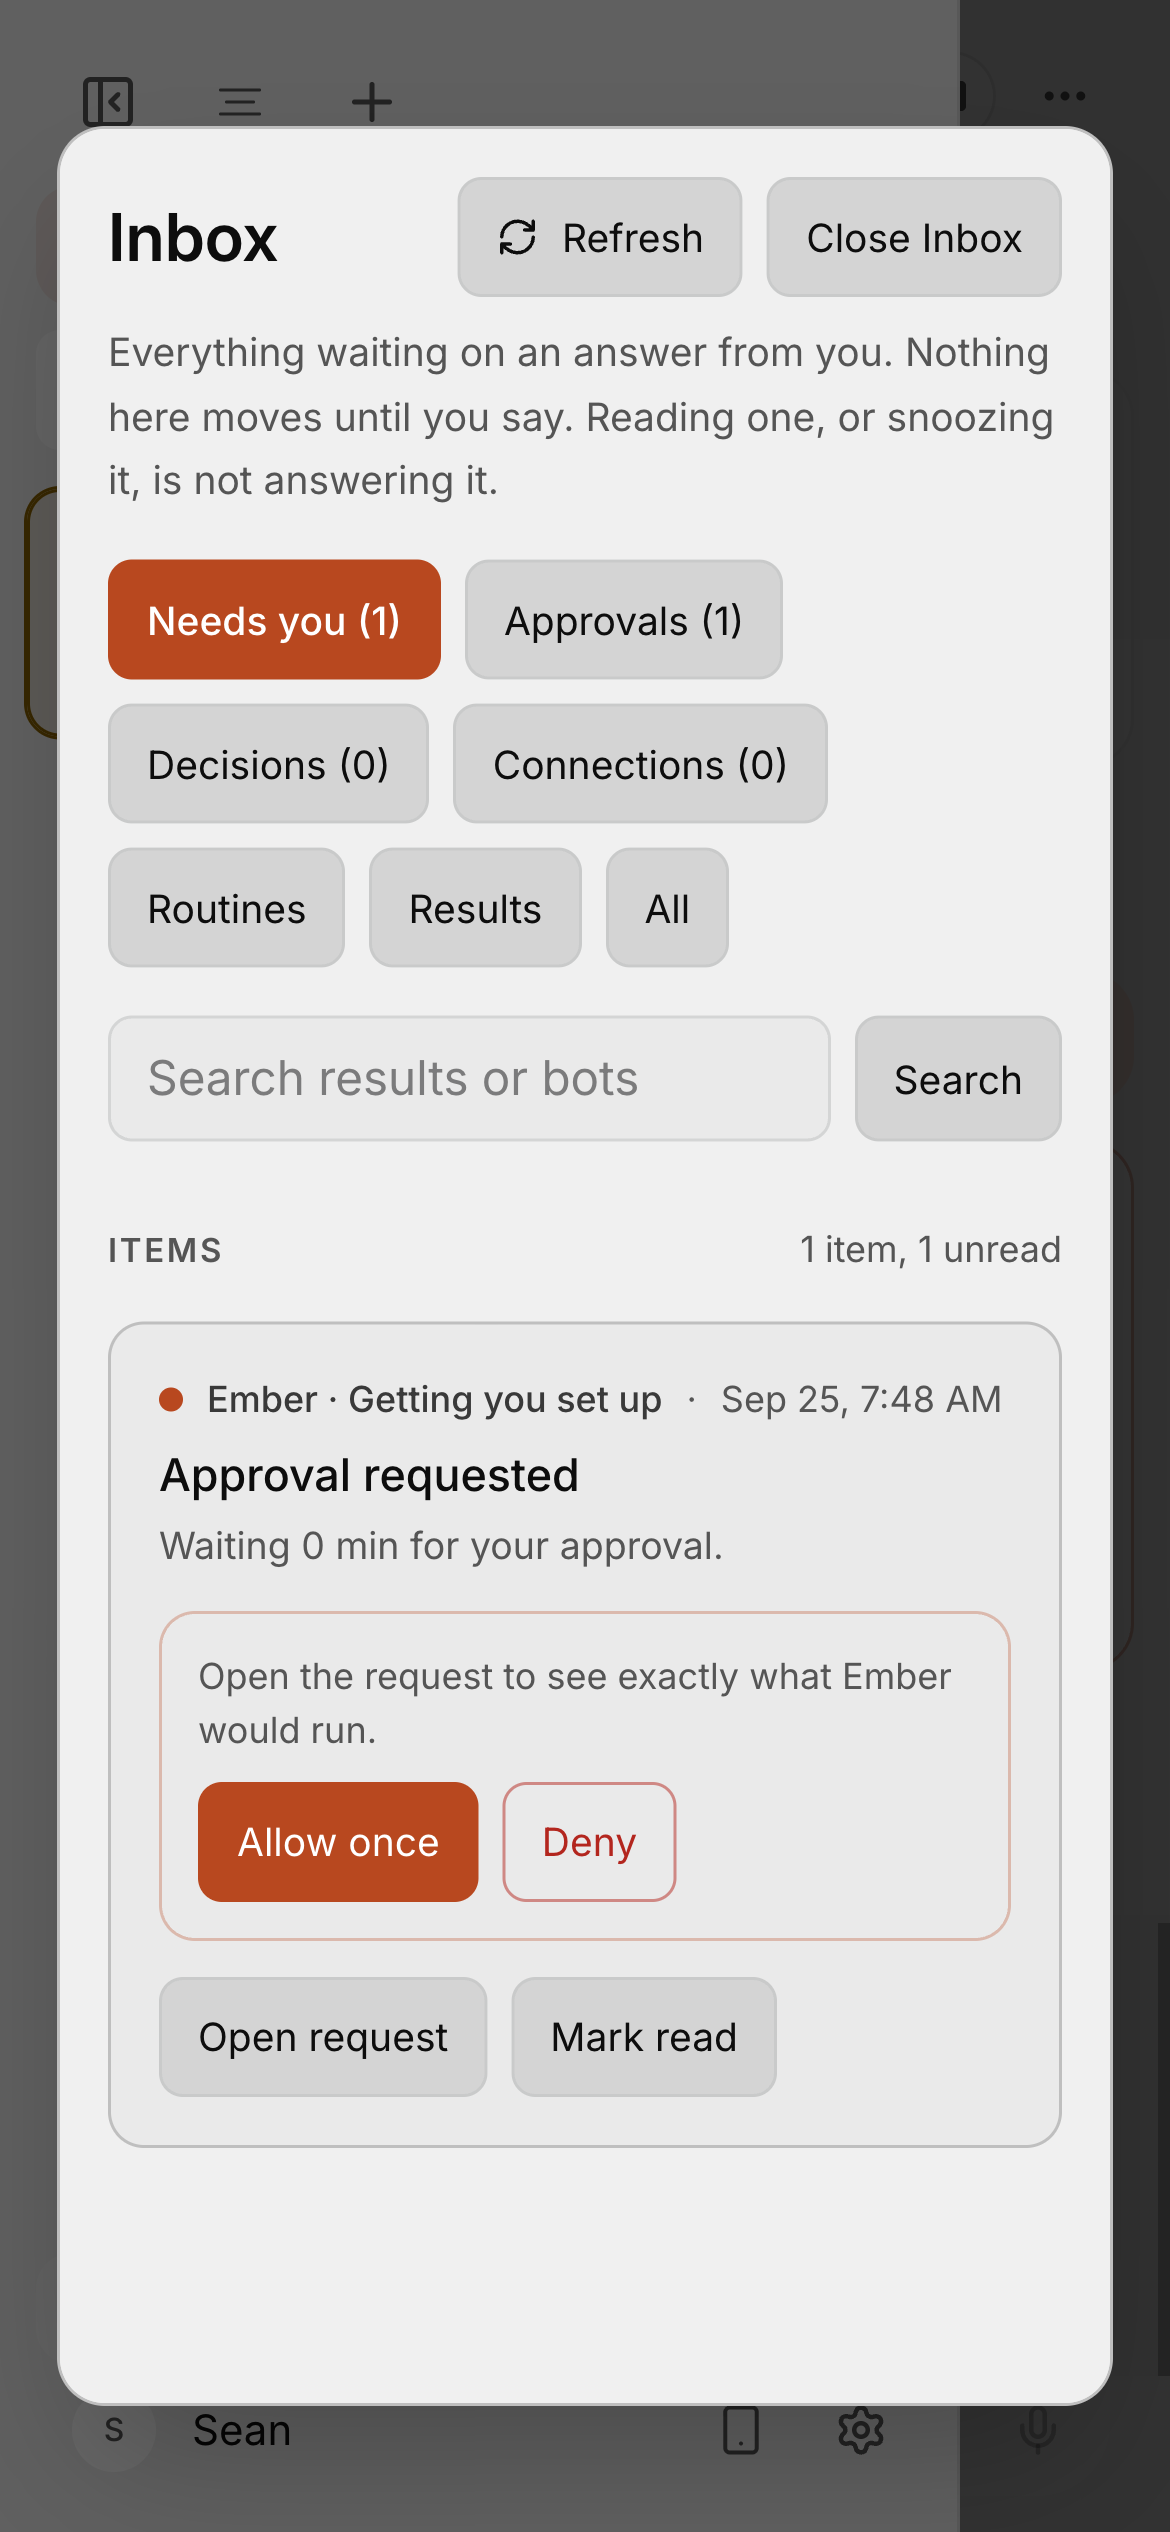 Inbox
Refresh
Close Inbox
Everything waiting on an answer from you. Nothing
here moves until you say. Reading one, or snoozing
it, is not answering it.
Needs you (1)
Approvals (1)
Decisions (0)
Connections (0)
Routines
Results
All
Search results or bots
Search
ITEMS
1 item, 1 unread
Ember · Getting you set up · Sep 25, 7:48 AM
Approval requested
Waiting 0 min for your approval.
Open the request to see exactly what Ember
would run.
Allow once
Deny
Open request
Mark read
S
Sean